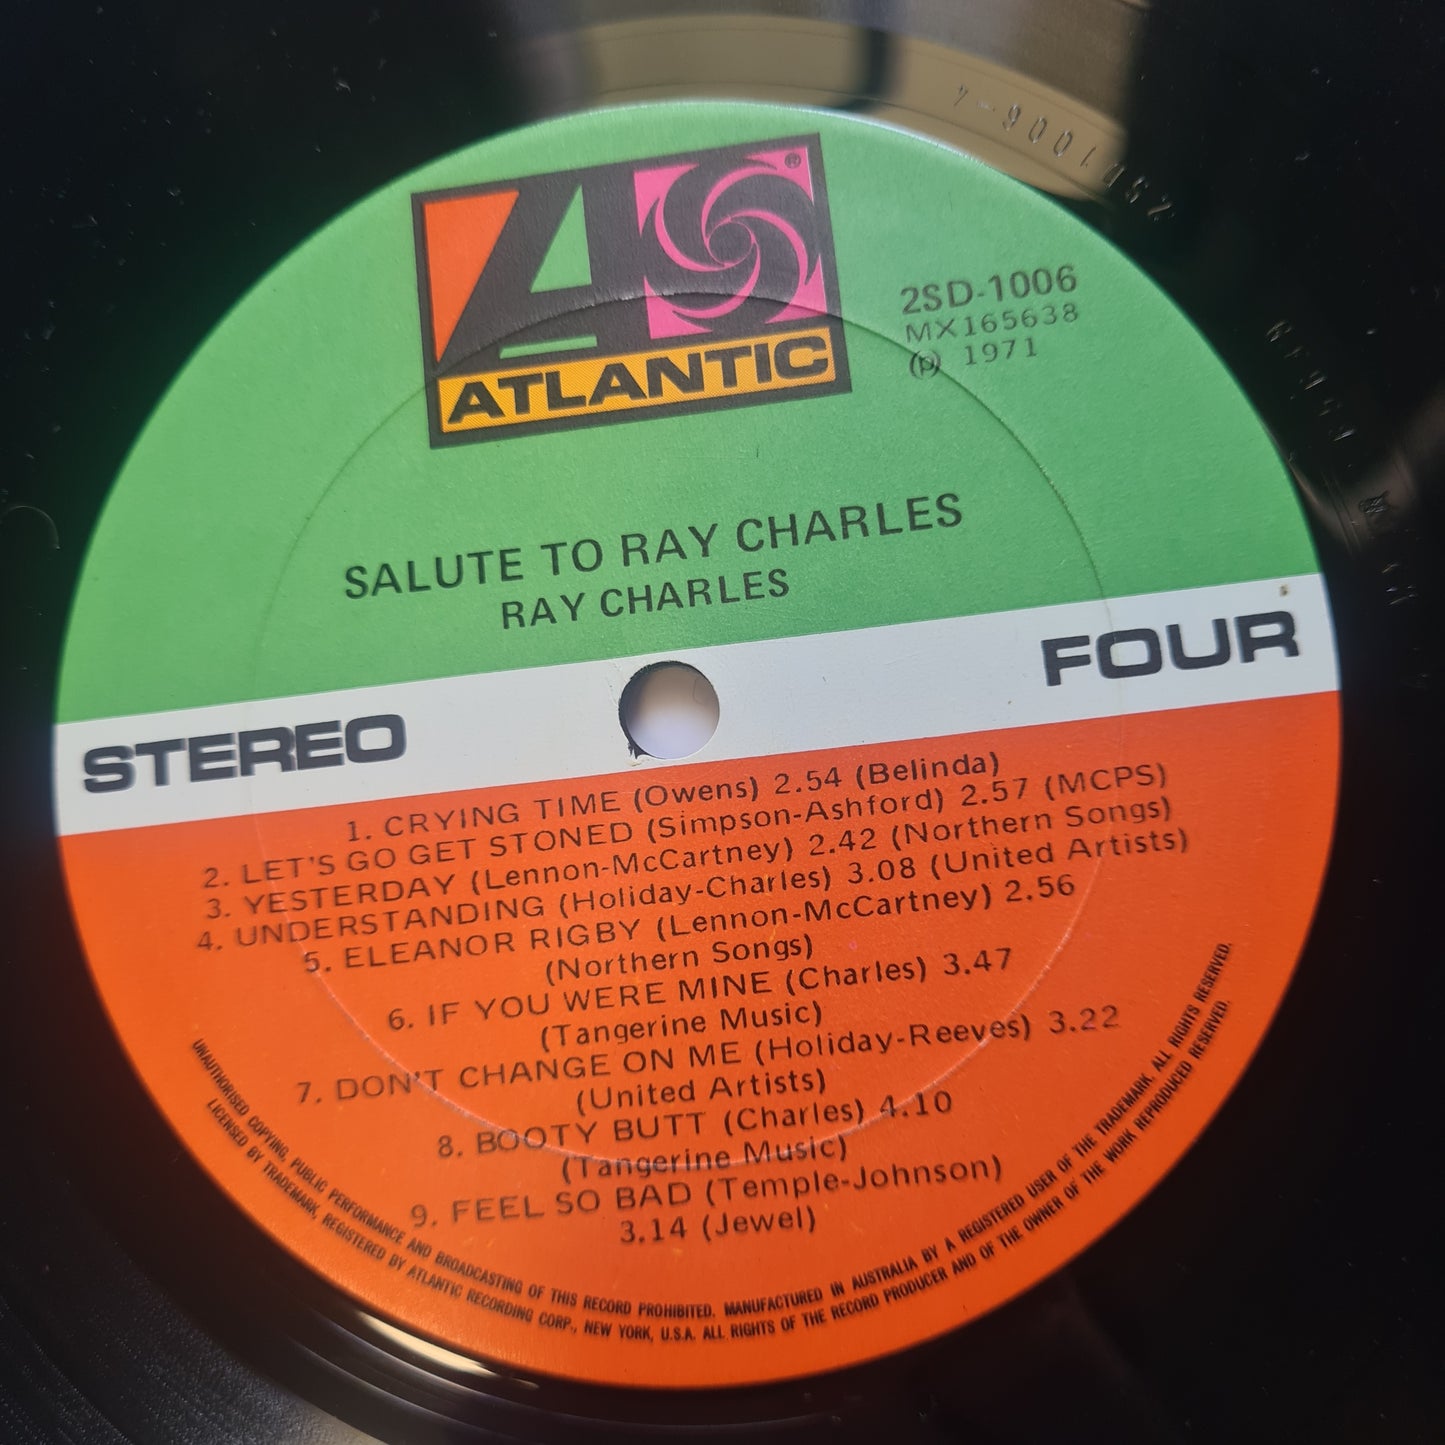 2SD1006-4
ATLANTIC
®
2SD-1006
MX165638
Ⓟ 1971
SALUTE TO RAY CHARLES
RAY CHARLES
STEREO
FOUR
1. CRYING TIME (Owens) 2.54 (Belinda)
2. LET'S GO GET STONED (Simpson-Ashford) 2.57 (MCPS)
3. YESTERDAY (Lennon-McCartney) 2.42 (Northern Songs)
4. UNDERSTANDING (Holiday-Charles) 3.08 (United Artists)
5. ELEANOR RIGBY (Lennon-McCartney) 2.56
(Northern Songs)
6. IF YOU WERE MINE (Charles) 3.47
(Tangerine Music)
7. DON'T CHANGE ON ME (Holiday-Reeves) 3.22
(United Artists)
8. BOOTY BUTT (Charles) 4.10
(Tangerine Music)
9. FEEL SO BAD (Temple-Johnson)
3.14 (Jewel)
UNAUTHORISED COPYING, PUBLIC PERFORMANCE AND BROADCASTING OF THIS RECORD PROHIBITED. MANUFACTURED IN AUSTRALIA BY A REGISTERED USER OF THE TRADEMARK. ALL RIGHTS RESERVED.
LICENSED BY TRADEMARK, REGISTERED BY ATLANTIC RECORDING CORP., NEW YORK, U.S.A. ALL RIGHTS OF THE RECORD PRODUCER AND OF THE OWNER OF THE WORK REPRODUCED RESERVED.